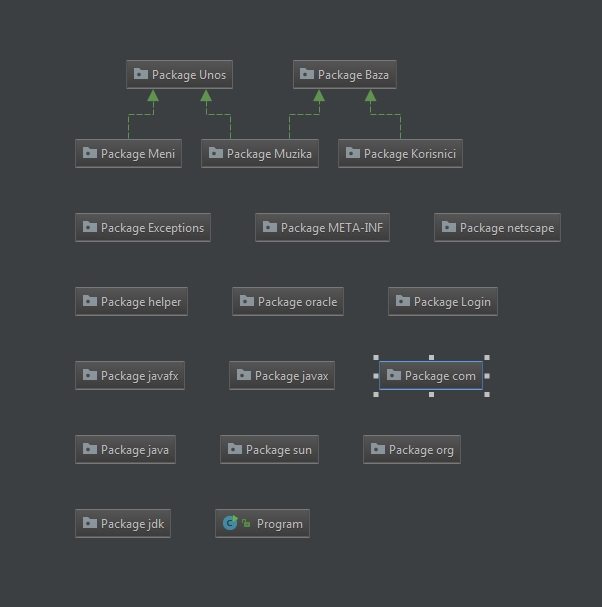 Package Unos
Package Baza
Package Meni
Package Muzika
Package Korisnici
Package Exceptions
Package META-INF
Package netscape
Package helper
Package oracle
Package Login
Package javafx
Package javax
Package com
Package java
Package sun
Package org
Package jdk
C
Program